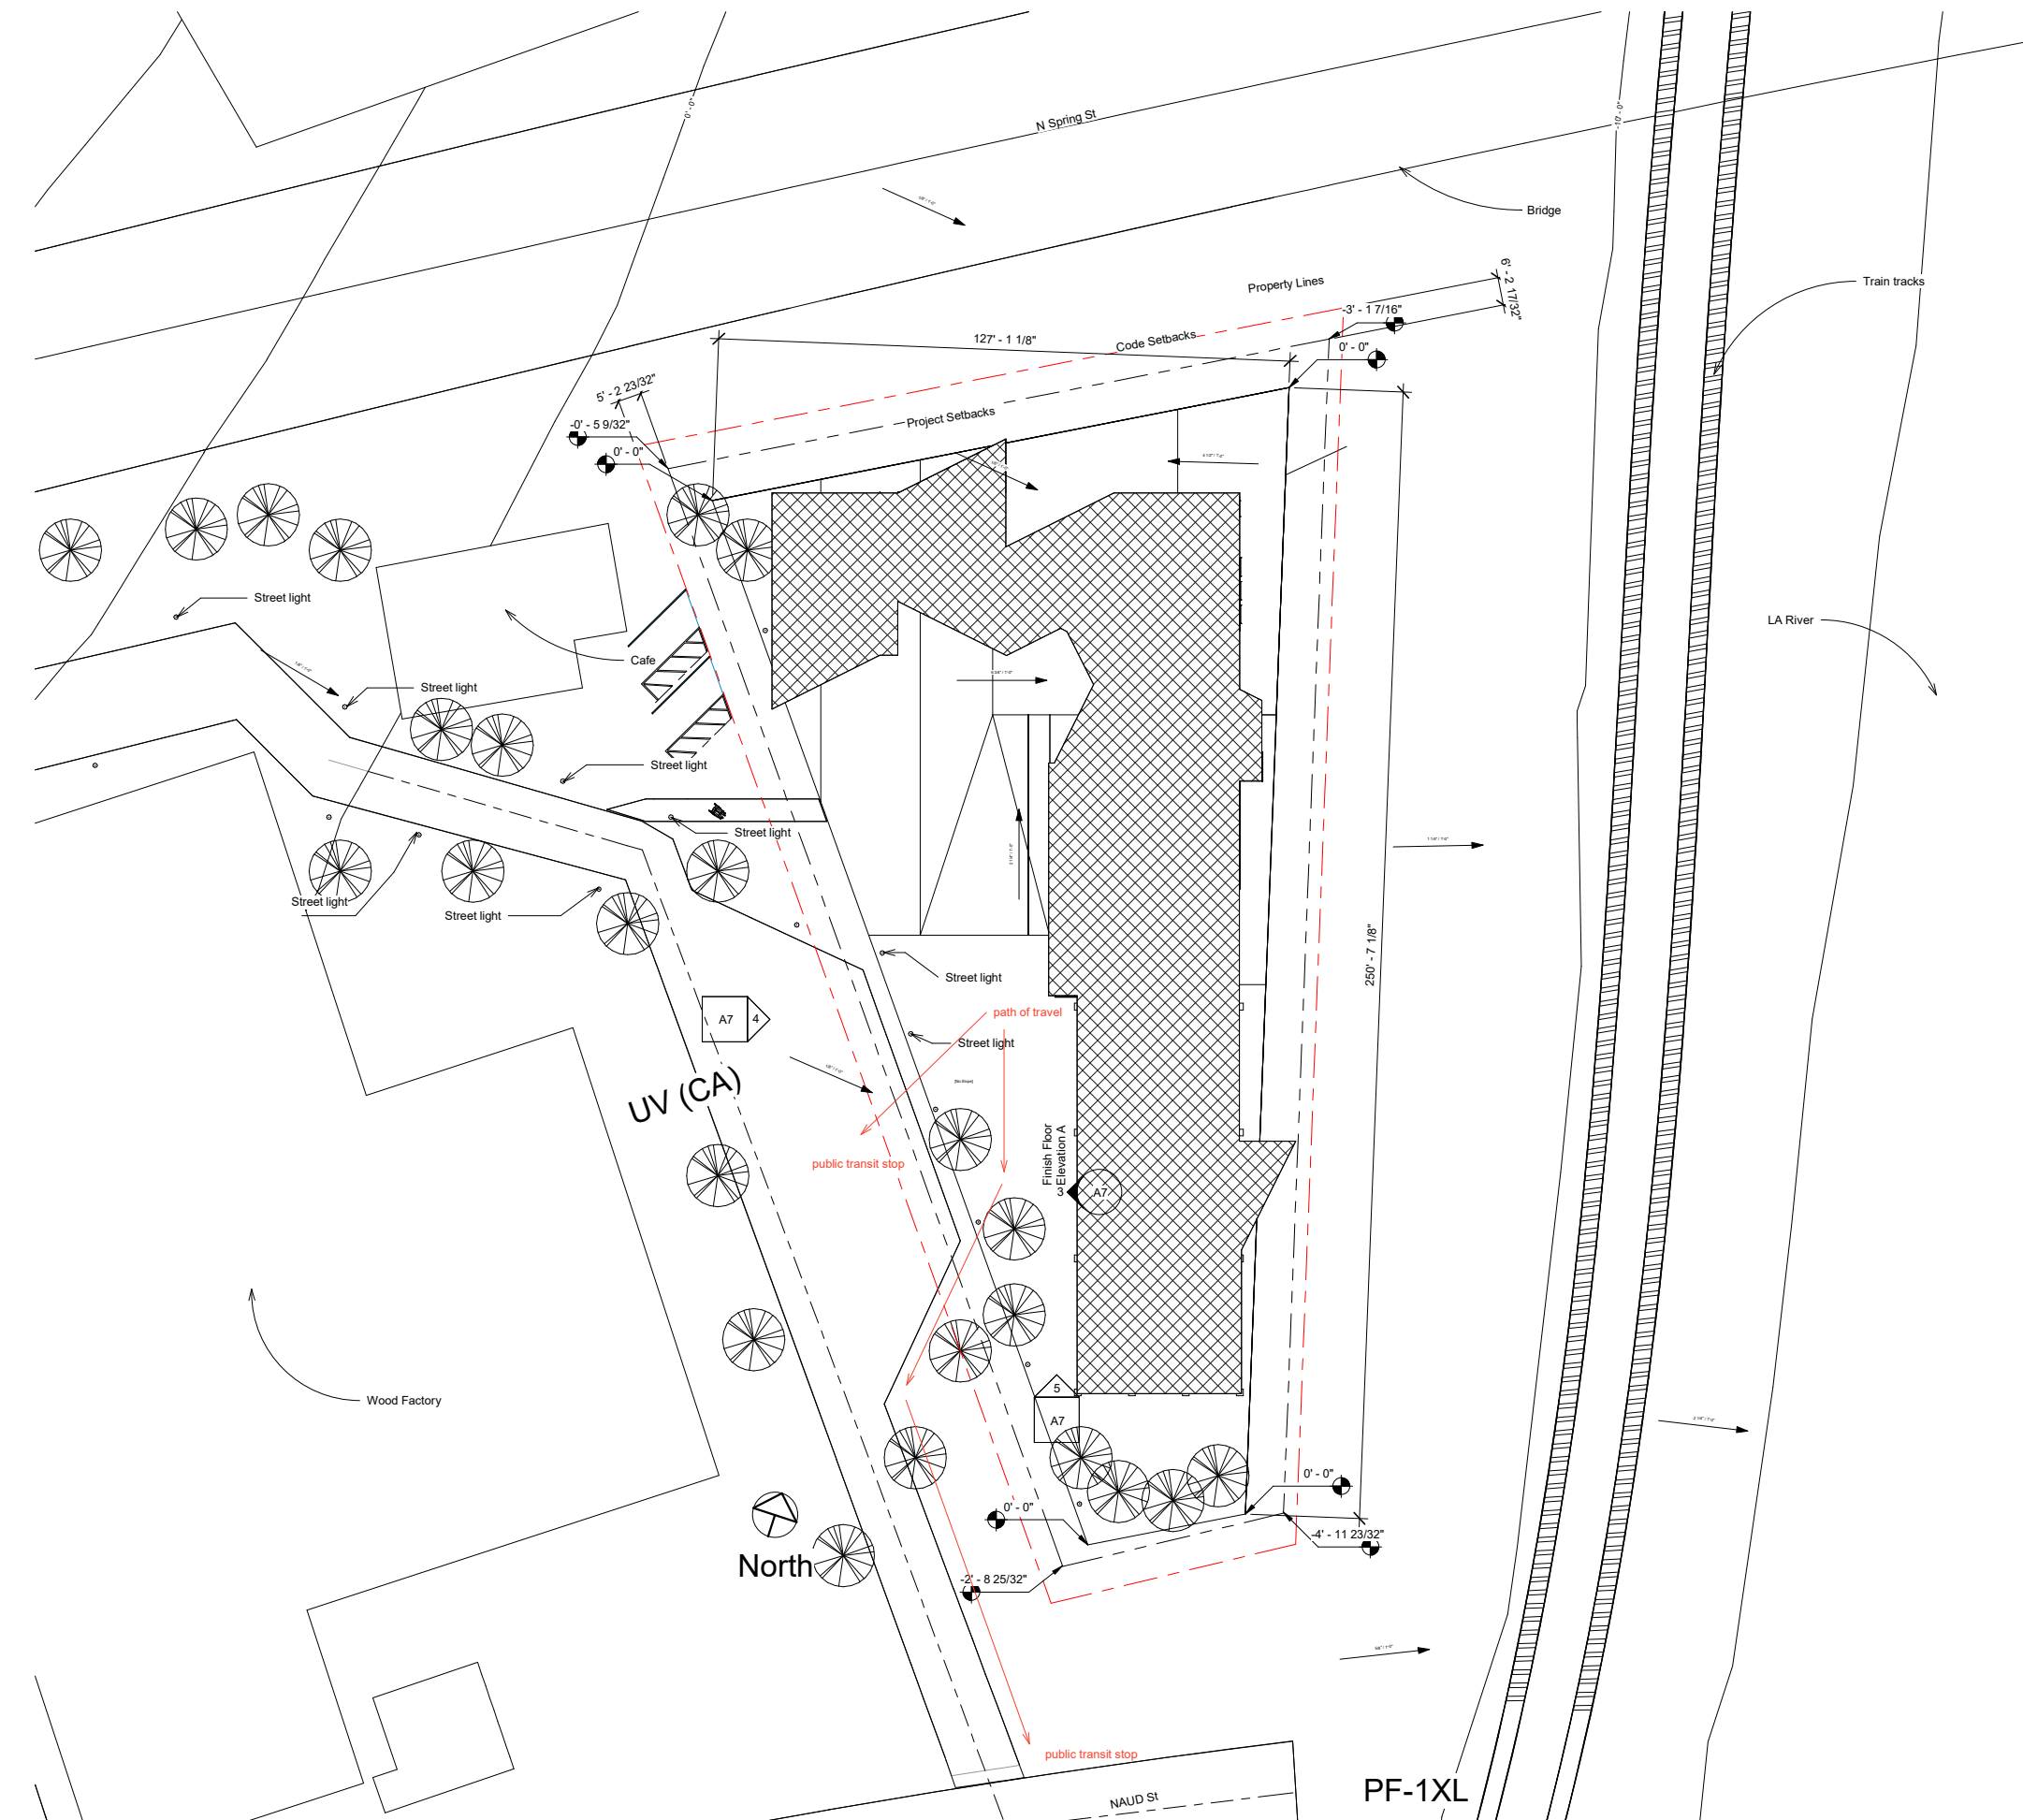 0' - 0"
-10' - 0"
N Spring St
Bridge
Property Lines
6' - 2 17/32"
Train tracks
-3' - 1 7/16"
Code Setbacks
127' - 1 1/8"
0' - 0"
5' - 2 23/32"
Project Setbacks
-0' - 5 9/32"
0' - 0"
Street light
LA River
Cafe
Street light
Street light
Street light
Street light
Street light
250' - 7 1/8"
Street light
path of travel
A7
4
Street light
UV (CA)
public transit stop
Finish Floor
Elevation A
3
A7
5
Wood Factory
A7
0' - 0"
0' - 0"
-4' - 11 23/32"
North
-2' - 8 25/32"
public transit stop
PF-1XL
NAUD St